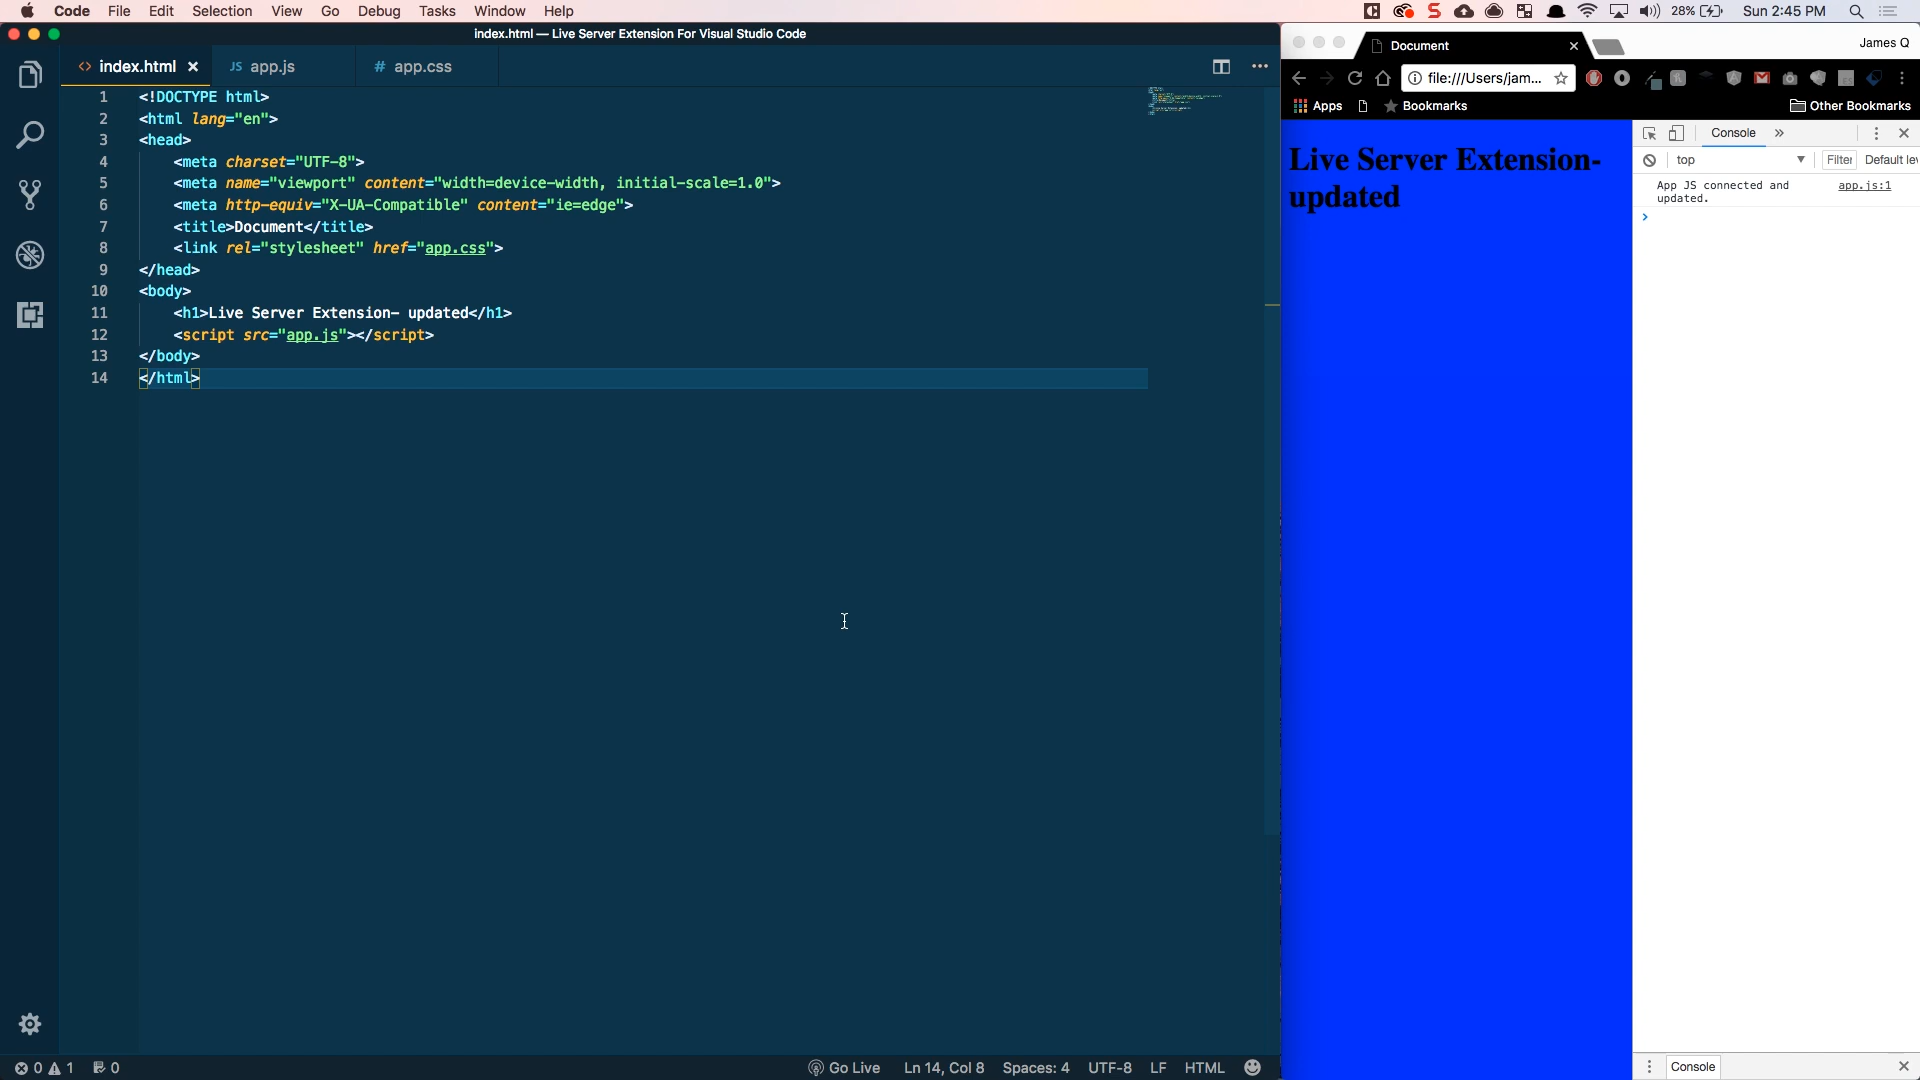 Code File Edit Selection View Go Debug Tasks Window Help
28% Sun 2:45 PM
index.html — Live Server Extension For Visual Studio Code
<> index.html × JS app.js # app.css
1 <!DOCTYPE html>
2 <html lang="en">
3 <head>
4 <meta charset="UTF-8">
5 <meta name="viewport" content="width=device-width, initial-scale=1.0">
6 <meta http-equiv="X-UA-Compatible" content="ie=edge">
7 <title>Document</title>
8 <link rel="stylesheet" href="app.css">
9 </head>
10 <body>
11 <h1>Live Server Extension- updated</h1>
12 <script src="app.js"></script>
13 </body>
14 </html>
0 1 0
Go Live Ln 14, Col 8 Spaces: 4 UTF-8 LF HTML
Document × James Q
file:///Users/jam...
Apps Bookmarks Other Bookmarks
Live Server Extension-
updated
Console »
top Filter Default lev
App JS connected and app.js:1
updated.
Console